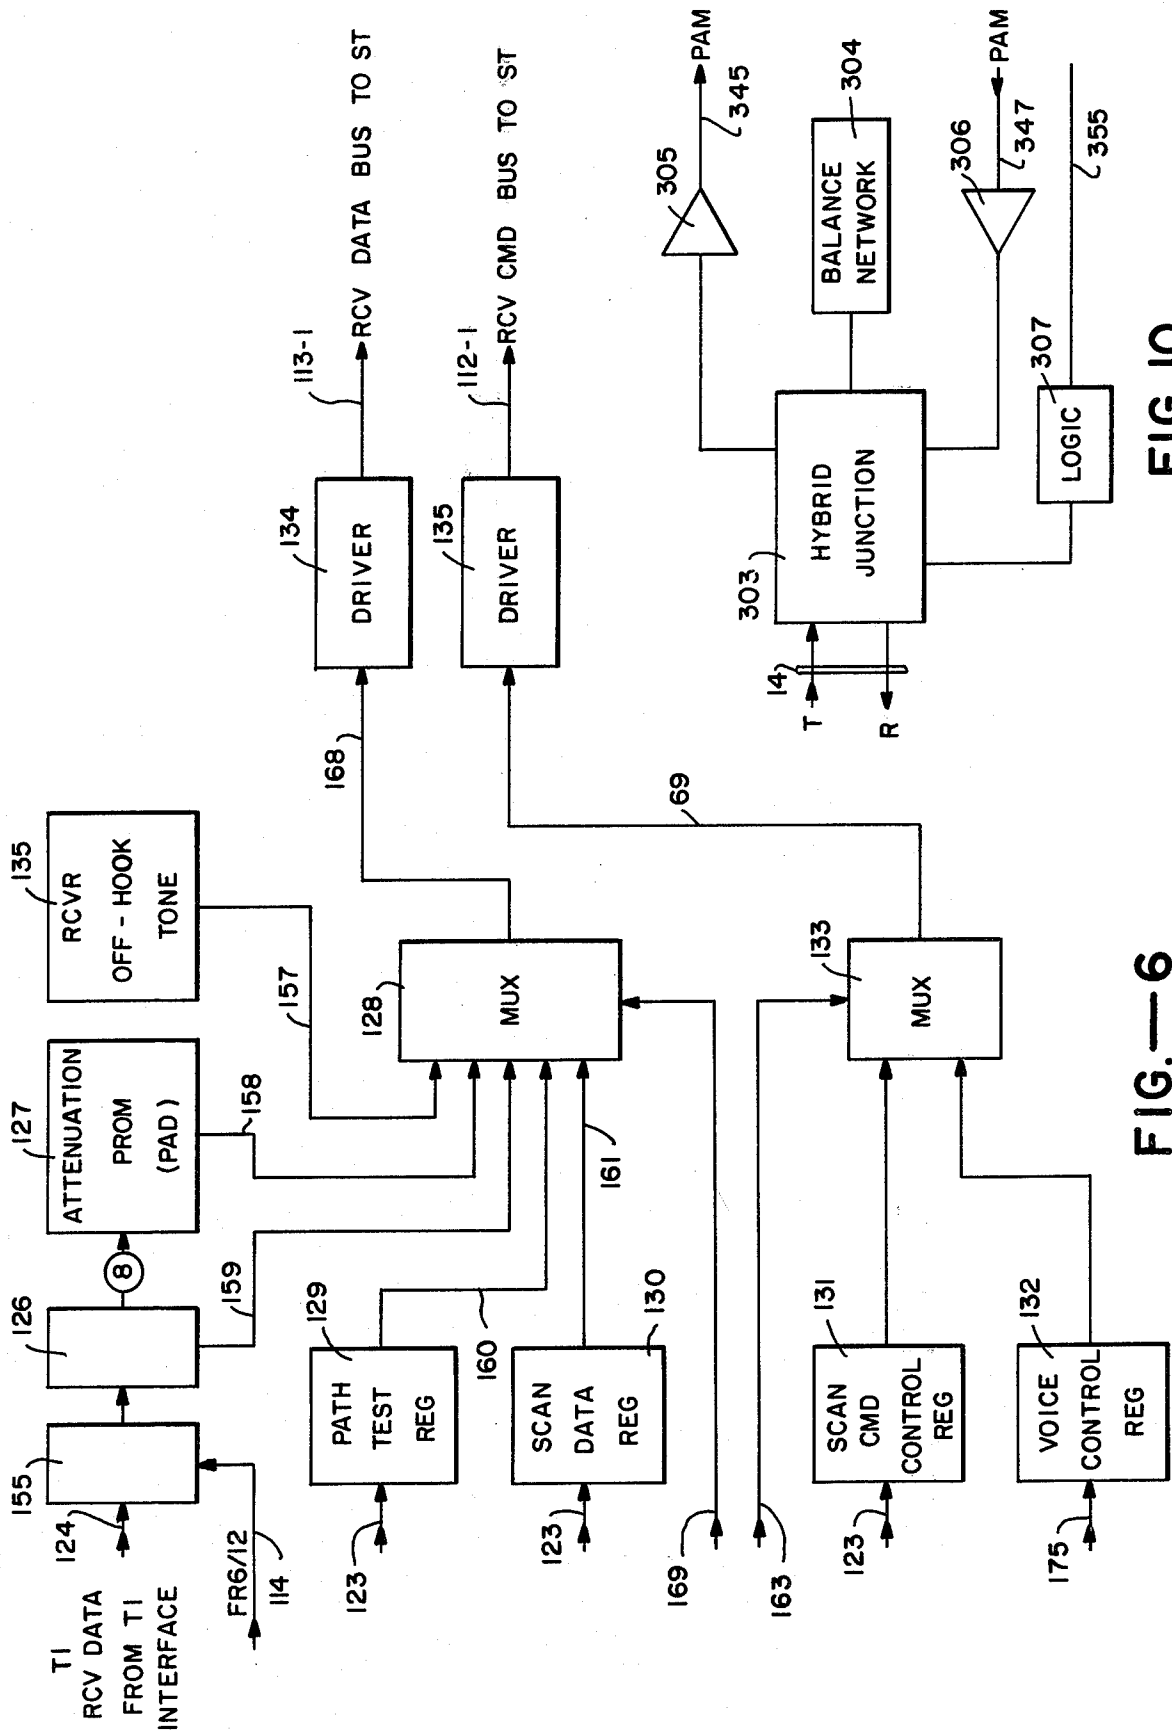 T1
RCV DATA
FROM T1
INTERFACE
124
155
FR6/12
114
126
8
127
ATTENUATION
PROM
(PAD)
135
RCVR
OFF-HOOK
TONE
159
158
157
123
129
PATH
TEST
REG
160
123
130
SCAN
DATA
REG
161
128
MUX
168
134
DRIVER
113-1
RCV DATA BUS TO ST
135
DRIVER
112-1
RCV CMD BUS TO ST
169
163
123
131
SCAN
CMD
CONTROL
REG
175
132
VOICE
CONTROL
REG
133
MUX
69
FIG.—6
T
R
14
303
HYBRID
JUNCTION
305
345
PAM
304
BALANCE
NETWORK
306
347
PAM
307
LOGIC
355